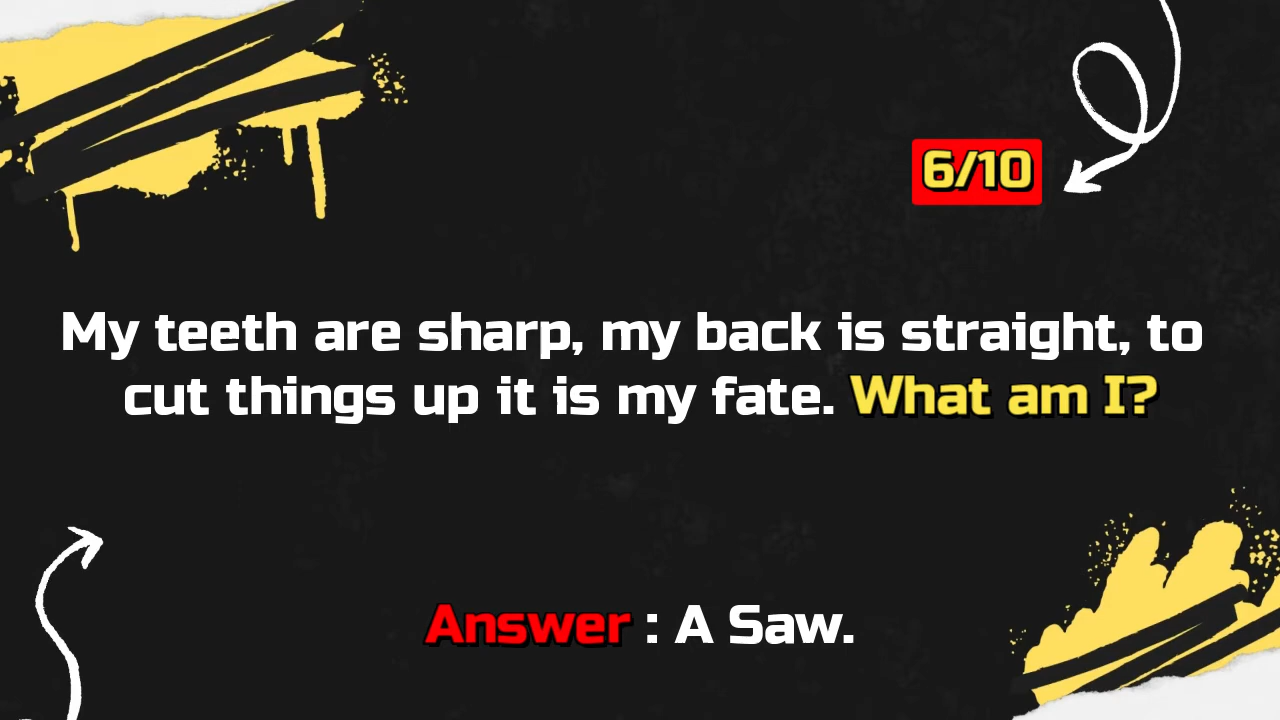 6/10
My teeth are sharp, my back is straight, to
cut things up it is my fate. What am I?
Answer : A Saw.